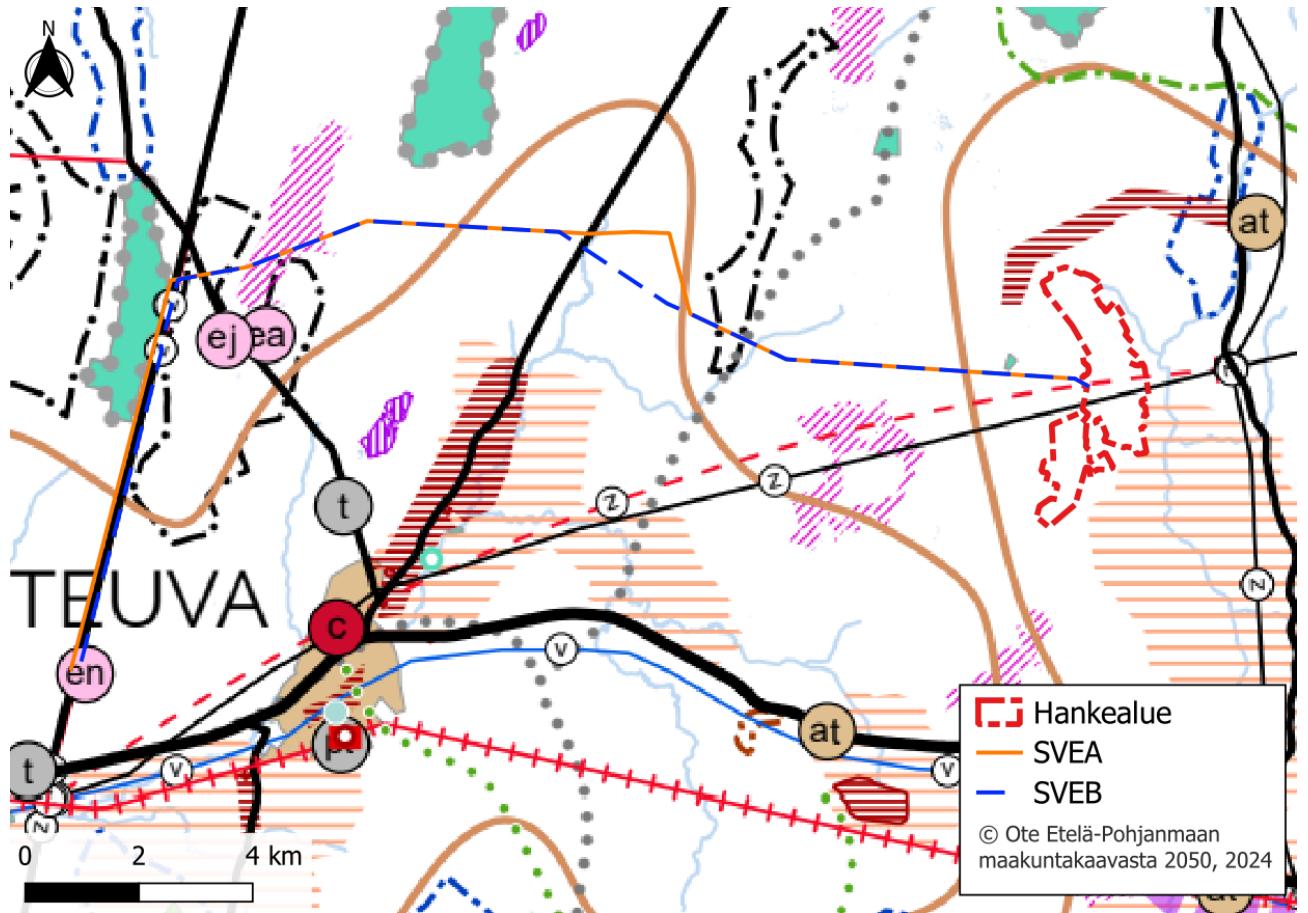 N
at
ej
ea
t
z
z
z
TEUVA
c
v
en
at
p
t
v
v
z
Hankealue
SVEA
SVEB
© Ote Etelä-Pohjanmaan
maakuntakaavasta 2050, 2024
0 2 4 km
at